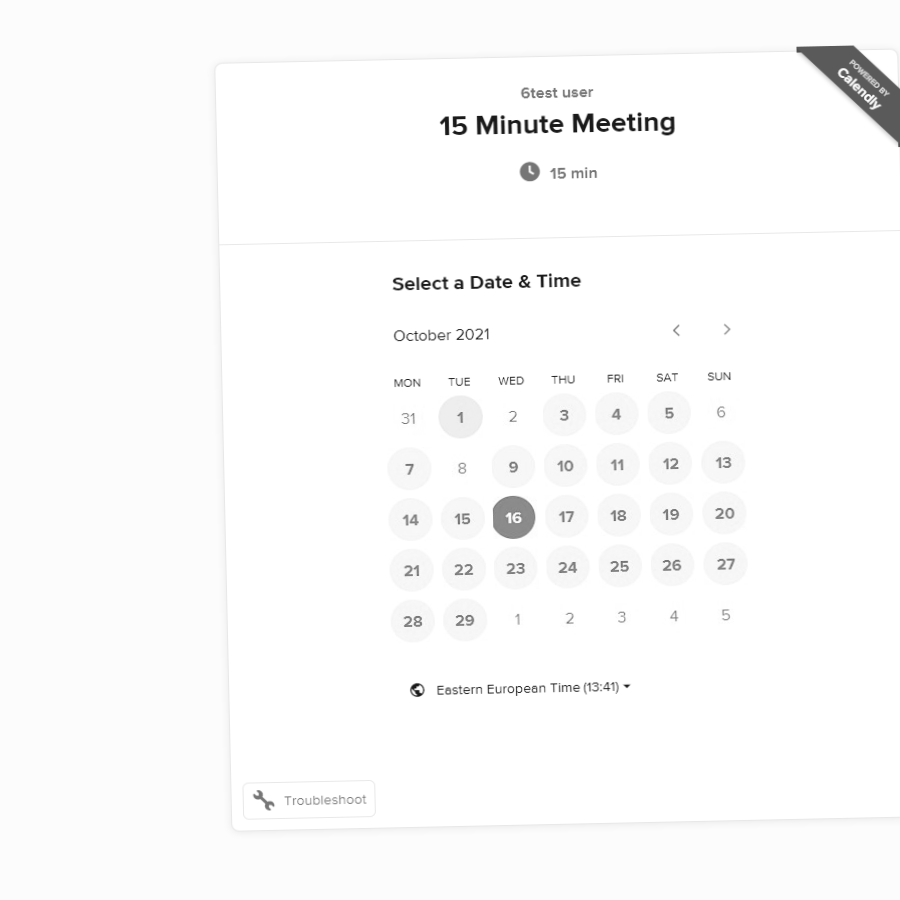 POWERED BY
Calendly
6test user
15 Minute Meeting
15 min
Select a Date & Time
October 2021
MON TUE WED THU FRI SAT SUN
31 1 2 3 4 5 6
7 8 9 10 11 12 13
14 15 16 17 18 19 20
21 22 23 24 25 26 27
28 29 1 2 3 4 5
Eastern European Time (13:41)
Troubleshoot